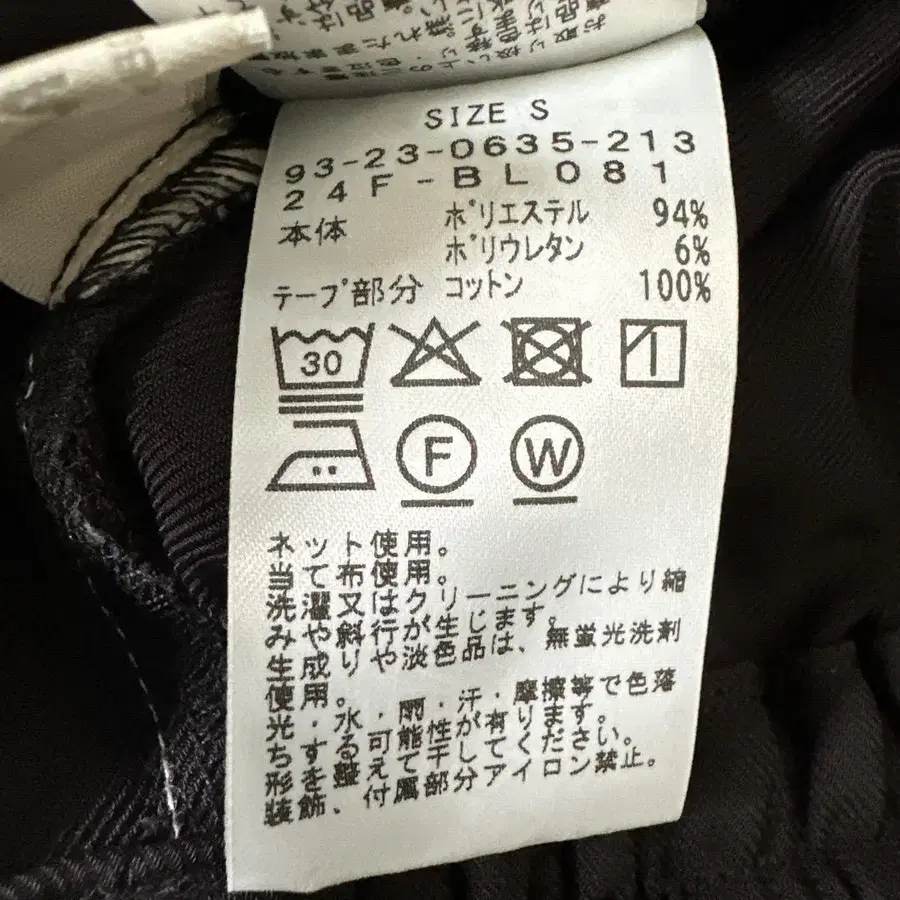 SIZE S
93-23-0635-213
24F-BL081
本体 ポリエステル 94%
ポリウレタン 6%
テープ部分 コットン 100%
30
F W
ネット使用。
当て布使用。
洗濯又はクリーニングにより縮
みや斜行が生じます。
生成りや淡色品は、無蛍光洗剤
使用。
光・水・雨・汗・摩擦等で色落
ちする可能性が有ります。
形を整えて干してください。
装飾、付属部分アイロン禁止。